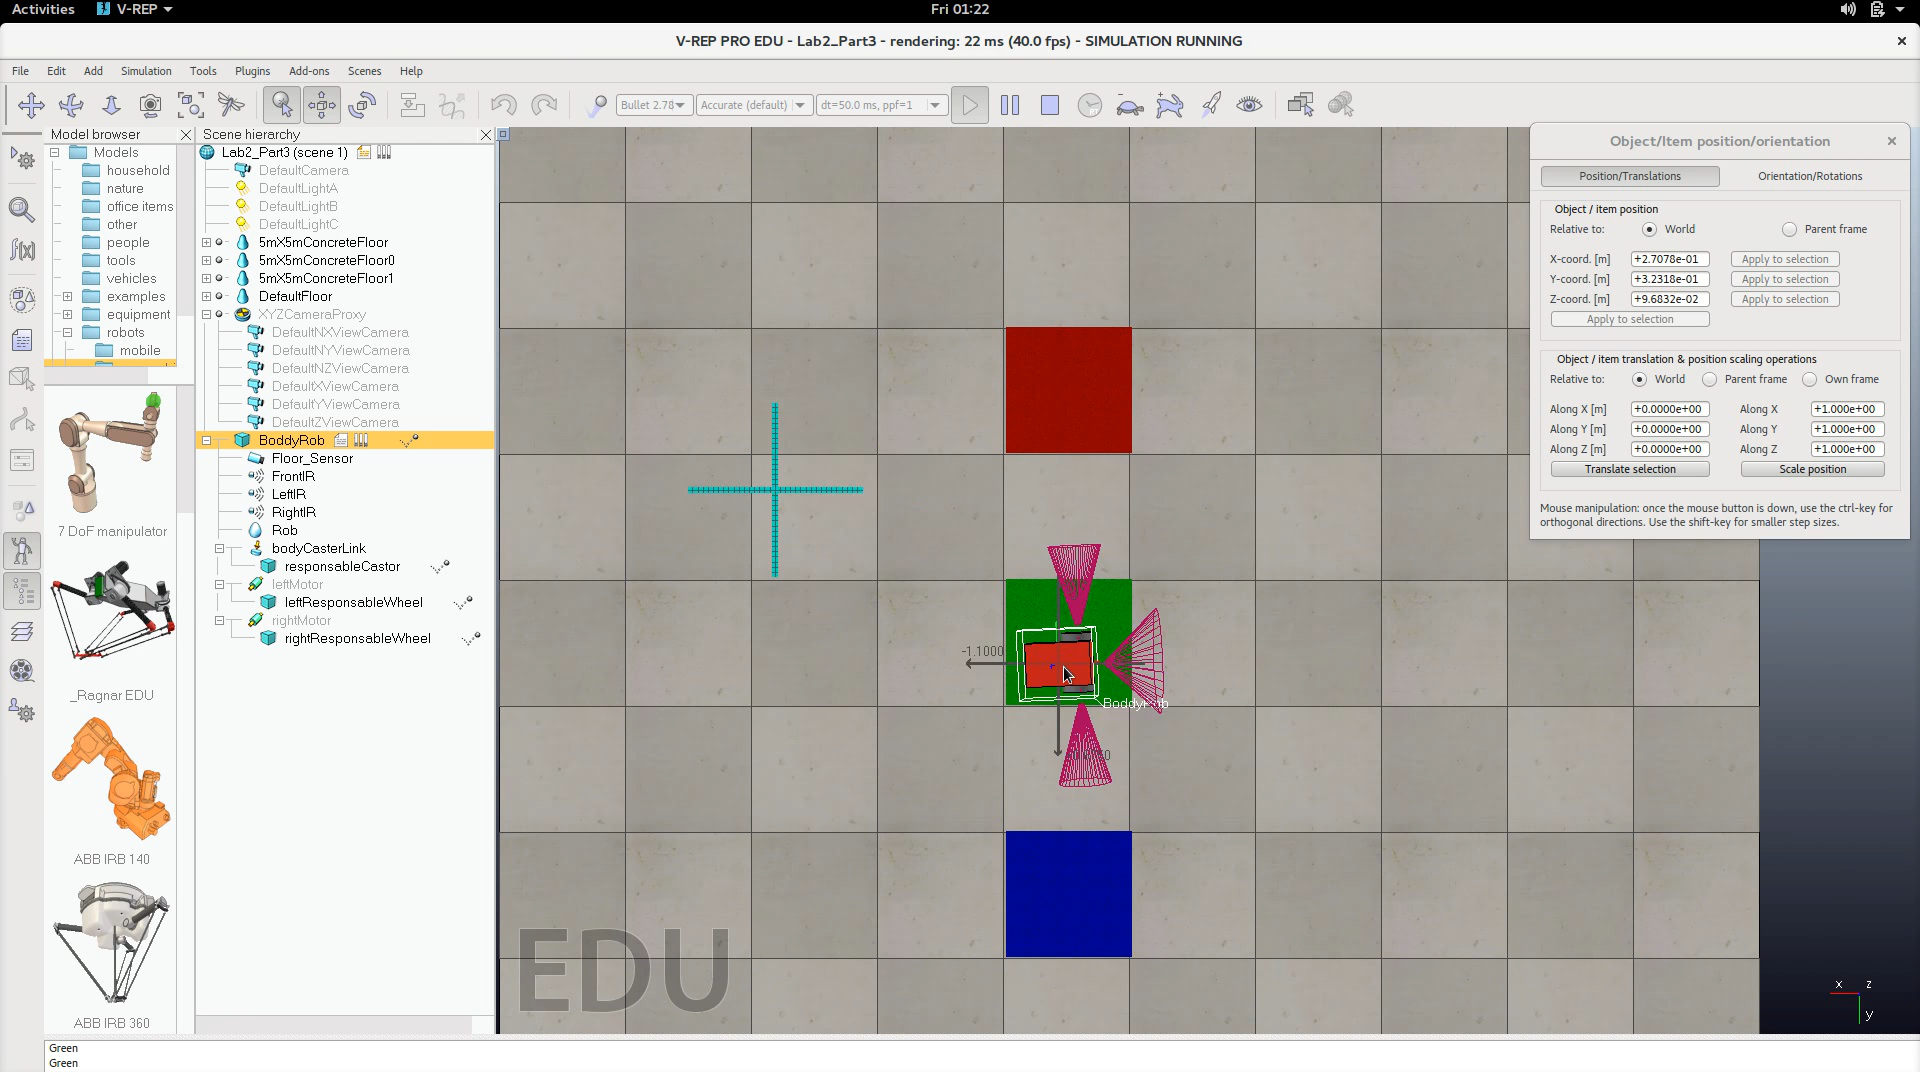 Activities V-REP Fri 01:22
V-REP PRO EDU - Lab2_Part3 - rendering: 22 ms (40.0 fps) - SIMULATION RUNNING
File Edit Add Simulation Tools Plugins Add-ons Scenes Help
Bullet 2.78 Accurate (default) dt=50.0 ms, ppf=1
Model browser
Models
household
nature
office items
other
people
tools
vehicles
examples
equipment
robots
mobile
7 DoF manipulator
_Ragnar EDU
ABB IRB 140
ABB IRB 360
Scene hierarchy
Lab2_Part3 (scene 1)
DefaultCamera
DefaultLightA
DefaultLightB
DefaultLightC
5mX5mConcreteFloor
5mX5mConcreteFloor0
5mX5mConcreteFloor1
DefaultFloor
XYZCameraProxy
DefaultNXViewCamera
DefaultNYViewCamera
DefaultNZViewCamera
DefaultXViewCamera
DefaultYViewCamera
DefaultZViewCamera
BoddyRob
Floor_Sensor
FrontIR
LeftIR
RightIR
Rob
bodyCasterLink
responsableCastor
leftMotor
leftResponsableWheel
rightMotor
rightResponsableWheel
-1.1000
EDU
Object/Item position/orientation
Position/Translations Orientation/Rotations
Object / item position
Relative to: World Parent frame
X-coord. [m] +2.7078e-01 Apply to selection
Y-coord. [m] +3.2318e-01 Apply to selection
Z-coord. [m] +9.6832e-02 Apply to selection
Apply to selection
Object / item translation & position scaling operations
Relative to: World Parent frame Own frame
Along X [m] +0.0000e+00 Along X +1.000e+00
Along Y [m] +0.0000e+00 Along Y +1.000e+00
Along Z [m] +0.0000e+00 Along Z +1.000e+00
Translate selection Scale position
Mouse manipulation: once the mouse button is down, use the ctrl-key for
orthogonal directions. Use the shift-key for smaller step sizes.
x z
y
Green
Green